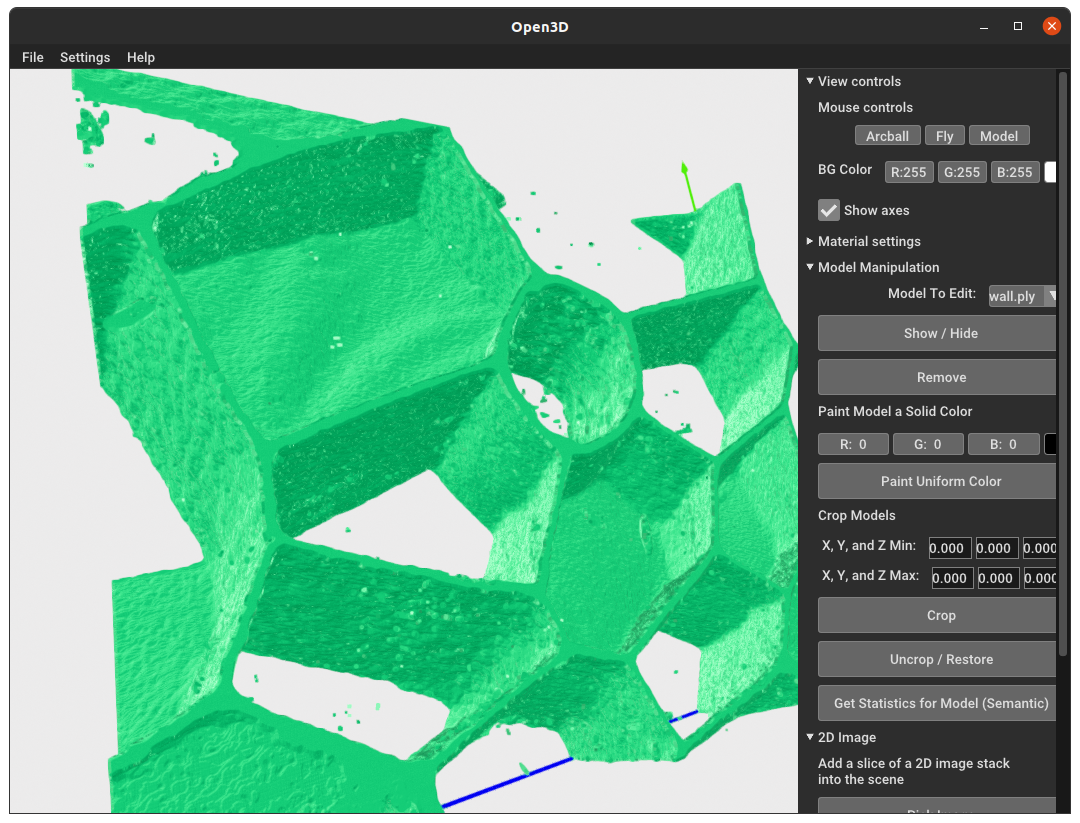 Open3D
File Settings Help
View controls
Mouse controls
Arcball Fly Model
BG Color R:255 G:255 B:255
Show axes
Material settings
Model Manipulation
Model To Edit: wall.ply
Show / Hide
Remove
Paint Model a Solid Color
R: 0 G: 0 B: 0
Paint Uniform Color
Crop Models
X, Y, and Z Min: 0.000 0.000 0.000
X, Y, and Z Max: 0.000 0.000 0.000
Crop
Uncrop / Restore
Get Statistics for Model (Semantic)
2D Image
Add a slice of a 2D image stack
into the scene